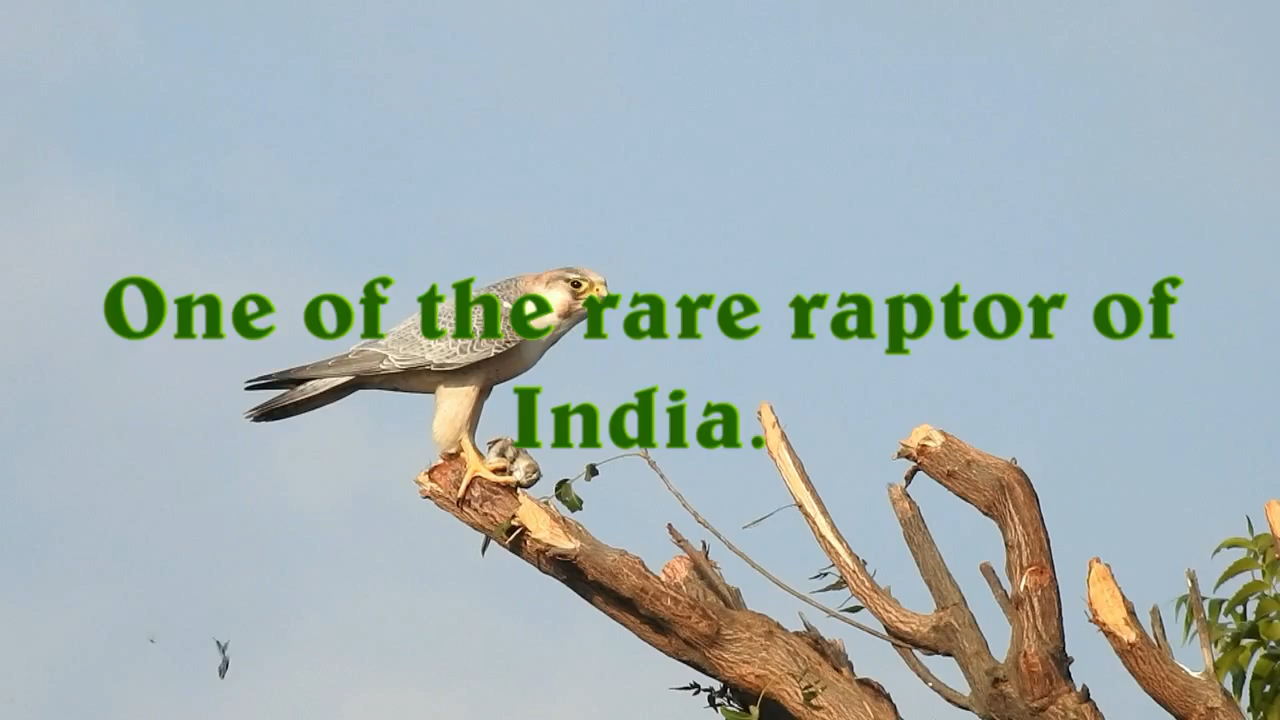 One of the rare raptor of
India.